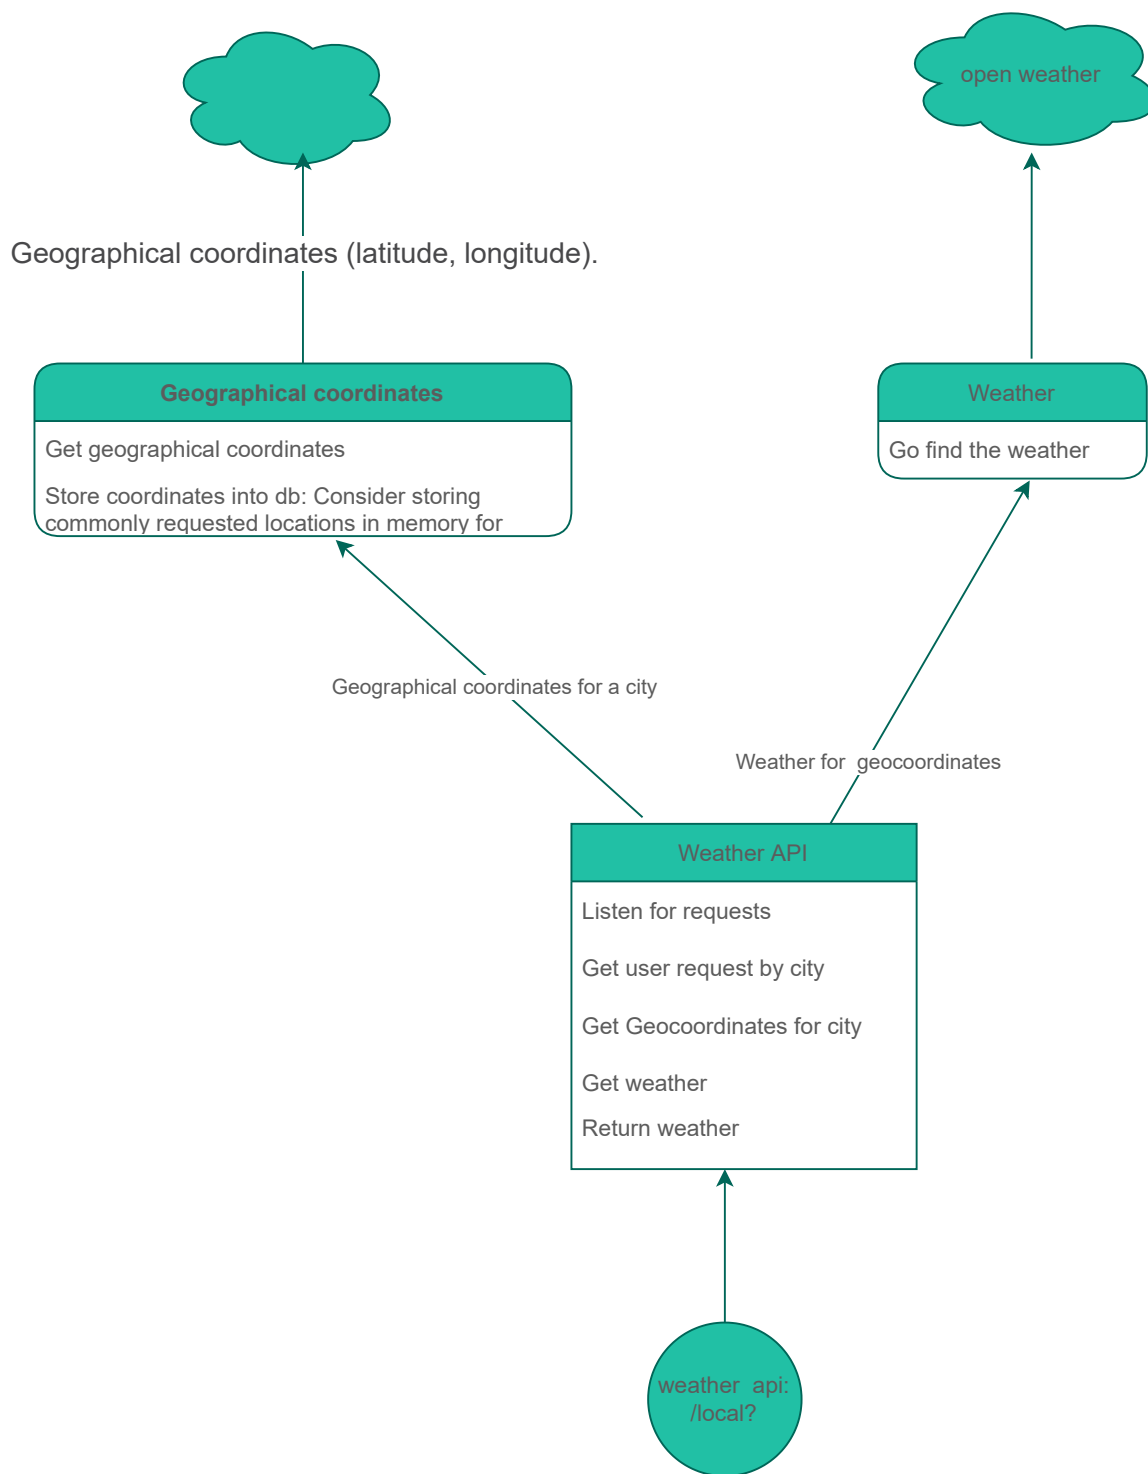 open weather
Geographical coordinates (latitude, longitude).
Geographical coordinates
Get geographical coordinates
Store coordinates into db: Consider storing
commonly requested locations in memory for
Weather
Go find the weather
Geographical coordinates for a city
Weather for  geocoordinates
Weather API
Listen for requests
Get user request by city
Get Geocoordinates for city
Get weather
Return weather
weather  api:
/local?